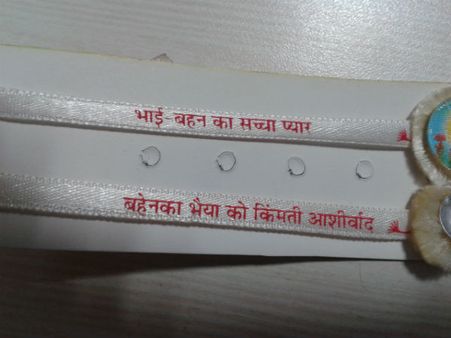 भाई-बहन का सच्चा प्यार
बहेनका भैया को किंमती आशीर्वाद